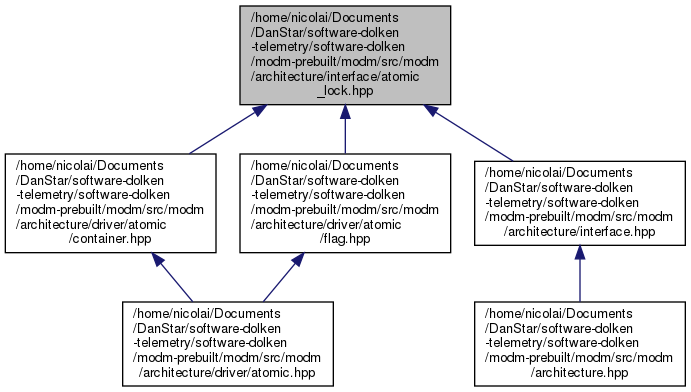 /home/nicolai/Documents
/DanStar/software-dolken
-telemetry/software-dolken
/modm-prebuilt/modm/src/modm
/architecture/interface/atomic
_lock.hpp
/home/nicolai/Documents
/DanStar/software-dolken
-telemetry/software-dolken
/modm-prebuilt/modm/src/modm
/architecture/driver/atomic
/container.hpp
/home/nicolai/Documents
/DanStar/software-dolken
-telemetry/software-dolken
/modm-prebuilt/modm/src/modm
/architecture/driver/atomic
/flag.hpp
/home/nicolai/Documents
/DanStar/software-dolken
-telemetry/software-dolken
/modm-prebuilt/modm/src/modm
/architecture/interface.hpp
/home/nicolai/Documents
/DanStar/software-dolken
-telemetry/software-dolken
/modm-prebuilt/modm/src/modm
/architecture/driver/atomic.hpp
/home/nicolai/Documents
/DanStar/software-dolken
-telemetry/software-dolken
/modm-prebuilt/modm/src/modm
/architecture.hpp